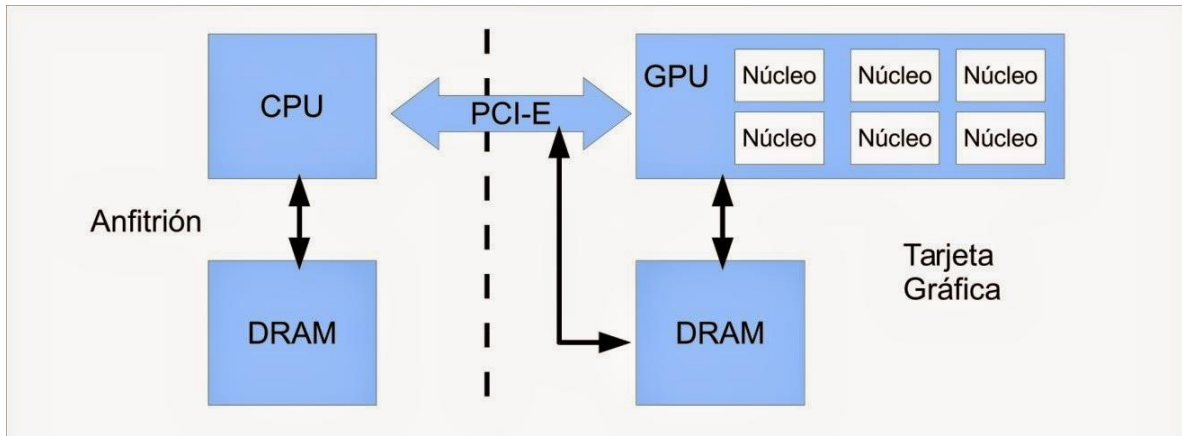 CPU
PCI-E
GPU
Núcleo
Núcleo
Núcleo
Núcleo
Núcleo
Núcleo
Anfitrión
DRAM
DRAM
Tarjeta
Gráfica